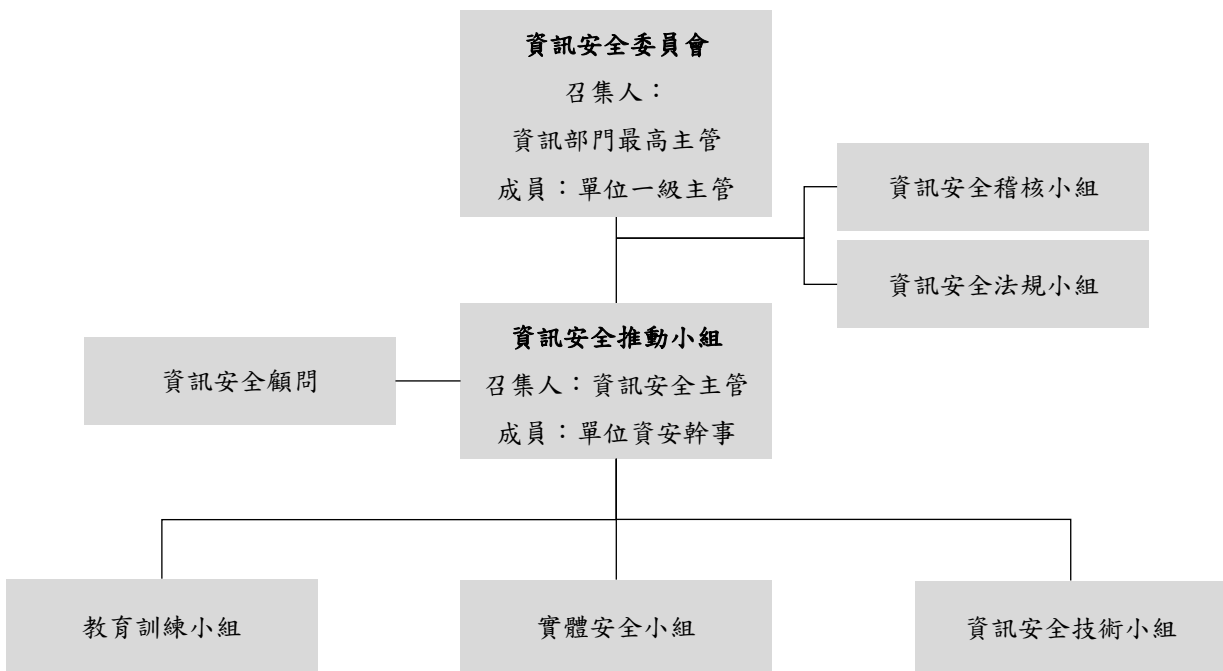 資訊安全委員會
召集人：
資訊部門最高主管
成員：單位一級主管
資訊安全稽核小組
資訊安全法規小組
資訊安全推動小組
召集人：資訊安全主管
成員：單位資安幹事
資訊安全顧問
教育訓練小組
實體安全小組
資訊安全技術小組